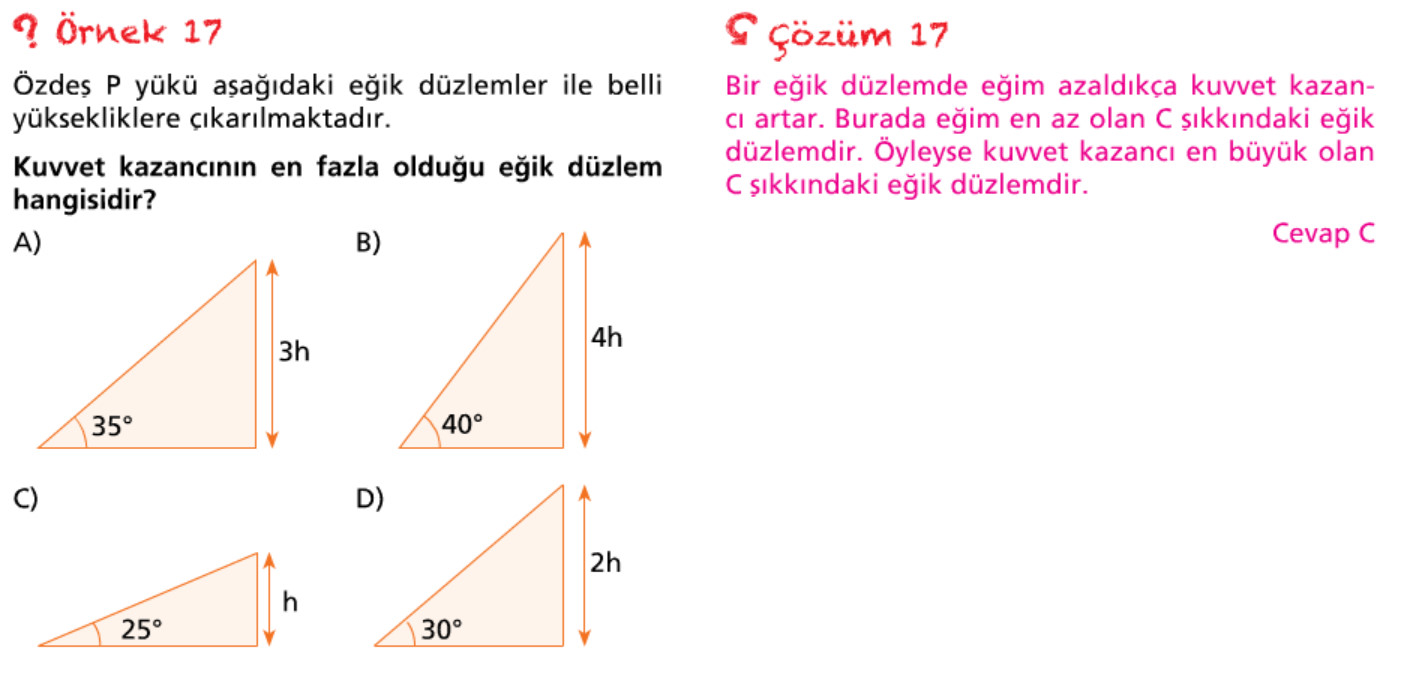 ? Örnek 17
Özdeş P yükü aşağıdaki eğik düzlemler ile belli
yüksekliklere çıkarılmaktadır.
Kuvvet kazancının en fazla olduğu eğik düzlem
hangisidir?
A)
3h
35°
B)
4h
40°
C)
h
25°
D)
2h
30°
Çözüm 17
Bir eğik düzlemde eğim azaldıkça kuvvet kazan-
cı artar. Burada eğim en az olan C şıkkındaki eğik
düzlemdir. Öyleyse kuvvet kazancı en büyük olan
C şıkkındaki eğik düzlemdir.
Cevap C